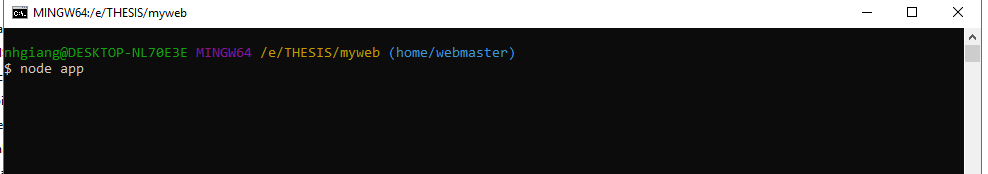 MINGW64:/e/THESIS/myweb
nhgiang@DESKTOP-NL70E3E MINGW64 /e/THESIS/myweb (home/webmaster)
$ node app